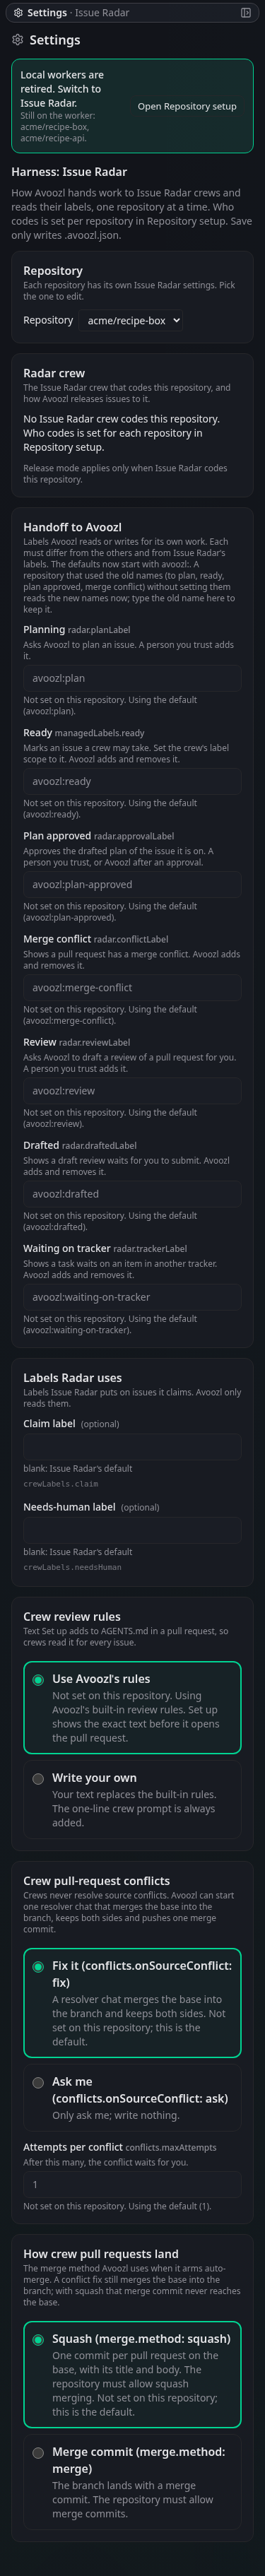 Settings · Issue Radar
Settings
Local workers are
retired. Switch to
Issue Radar.
Still on the worker:
acme/recipe-box,
acme/recipe-api.
Open Repository setup
Harness: Issue Radar
How Avoozl hands work to Issue Radar crews and
reads their labels, one repository at a time. Who
codes is set per repository in Repository setup. Save
only writes .avoozl.json.
Repository
Each repository has its own Issue Radar settings. Pick
the one to edit.
Repository acme/recipe-box
Radar crew
The Issue Radar crew that codes this repository, and
how Avoozl releases issues to it.
No Issue Radar crew codes this repository.
Who codes is set for each repository in
Repository setup.
Release mode applies only when Issue Radar codes
this repository.
Handoff to Avoozl
Labels Avoozl reads or writes for its own work. Each
must differ from the others and from Issue Radar's
labels. The defaults now start with avoozl:. A
repository that used the old names (to plan, ready,
plan approved, merge conflict) without setting them
reads the new names now; type the old name here to
keep it.
Planning radar.planLabel
Asks Avoozl to plan an issue. A person you trust adds
it.
avoozl:plan
Not set on this repository. Using the default
(avoozl:plan).
Ready managedLabels.ready
Marks an issue a crew may take. Set the crew's label
scope to it. Avoozl adds and removes it.
avoozl:ready
Not set on this repository. Using the default
(avoozl:ready).
Plan approved radar.approvalLabel
Approves the drafted plan of the issue it is on. A
person you trust, or Avoozl after an approval.
avoozl:plan-approved
Not set on this repository. Using the default
(avoozl:plan-approved).
Merge conflict radar.conflictLabel
Shows a pull request has a merge conflict. Avoozl adds
and removes it.
avoozl:merge-conflict
Not set on this repository. Using the default
(avoozl:merge-conflict).
Review radar.reviewLabel
Asks Avoozl to draft a review of a pull request for you.
A person you trust adds it.
avoozl:review
Not set on this repository. Using the default
(avoozl:review).
Drafted radar.draftedLabel
Shows a draft review waits for you to submit. Avoozl
adds and removes it.
avoozl:drafted
Not set on this repository. Using the default
(avoozl:drafted).
Waiting on tracker radar.trackerLabel
Shows a task waits on an item in another tracker.
Avoozl adds and removes it.
avoozl:waiting-on-tracker
Not set on this repository. Using the default
(avoozl:waiting-on-tracker).
Labels Radar uses
Labels Issue Radar puts on issues it claims. Avoozl only
reads them.
Claim label (optional)
blank: Issue Radar's default
crewLabels.claim
Needs-human label (optional)
blank: Issue Radar's default
crewLabels.needsHuman
Crew review rules
Text Set up adds to AGENTS.md in a pull request, so
crews read it for every issue.
Use Avoozl's rules
Not set on this repository. Using
Avoozl's built-in review rules. Set up
shows the exact text before it opens
the pull request.
Write your own
Your text replaces the built-in rules.
The one-line crew prompt is always
added.
Crew pull-request conflicts
Crews never resolve source conflicts. Avoozl can start
one resolver chat that merges the base into the
branch, keeps both sides and pushes one merge
commit.
Fix it (conflicts.onSourceConflict:
fix)
A resolver chat merges the base into
the branch and keeps both sides. Not
set on this repository; this is the
default.
Ask me
(conflicts.onSourceConflict: ask)
Only ask me; write nothing.
Attempts per conflict conflicts.maxAttempts
After this many, the conflict waits for you.
1
Not set on this repository. Using the default (1).
How crew pull requests land
The merge method Avoozl uses when it arms auto-
merge. A conflict fix still merges the base into the
branch; with squash that merge commit never reaches
the base.
Squash (merge.method: squash)
One commit per pull request on the
base, with its title and body. The
repository must allow squash
merging. Not set on this repository;
this is the default.
Merge commit (merge.method:
merge)
The branch lands with a merge
commit. The repository must allow
merge commits.